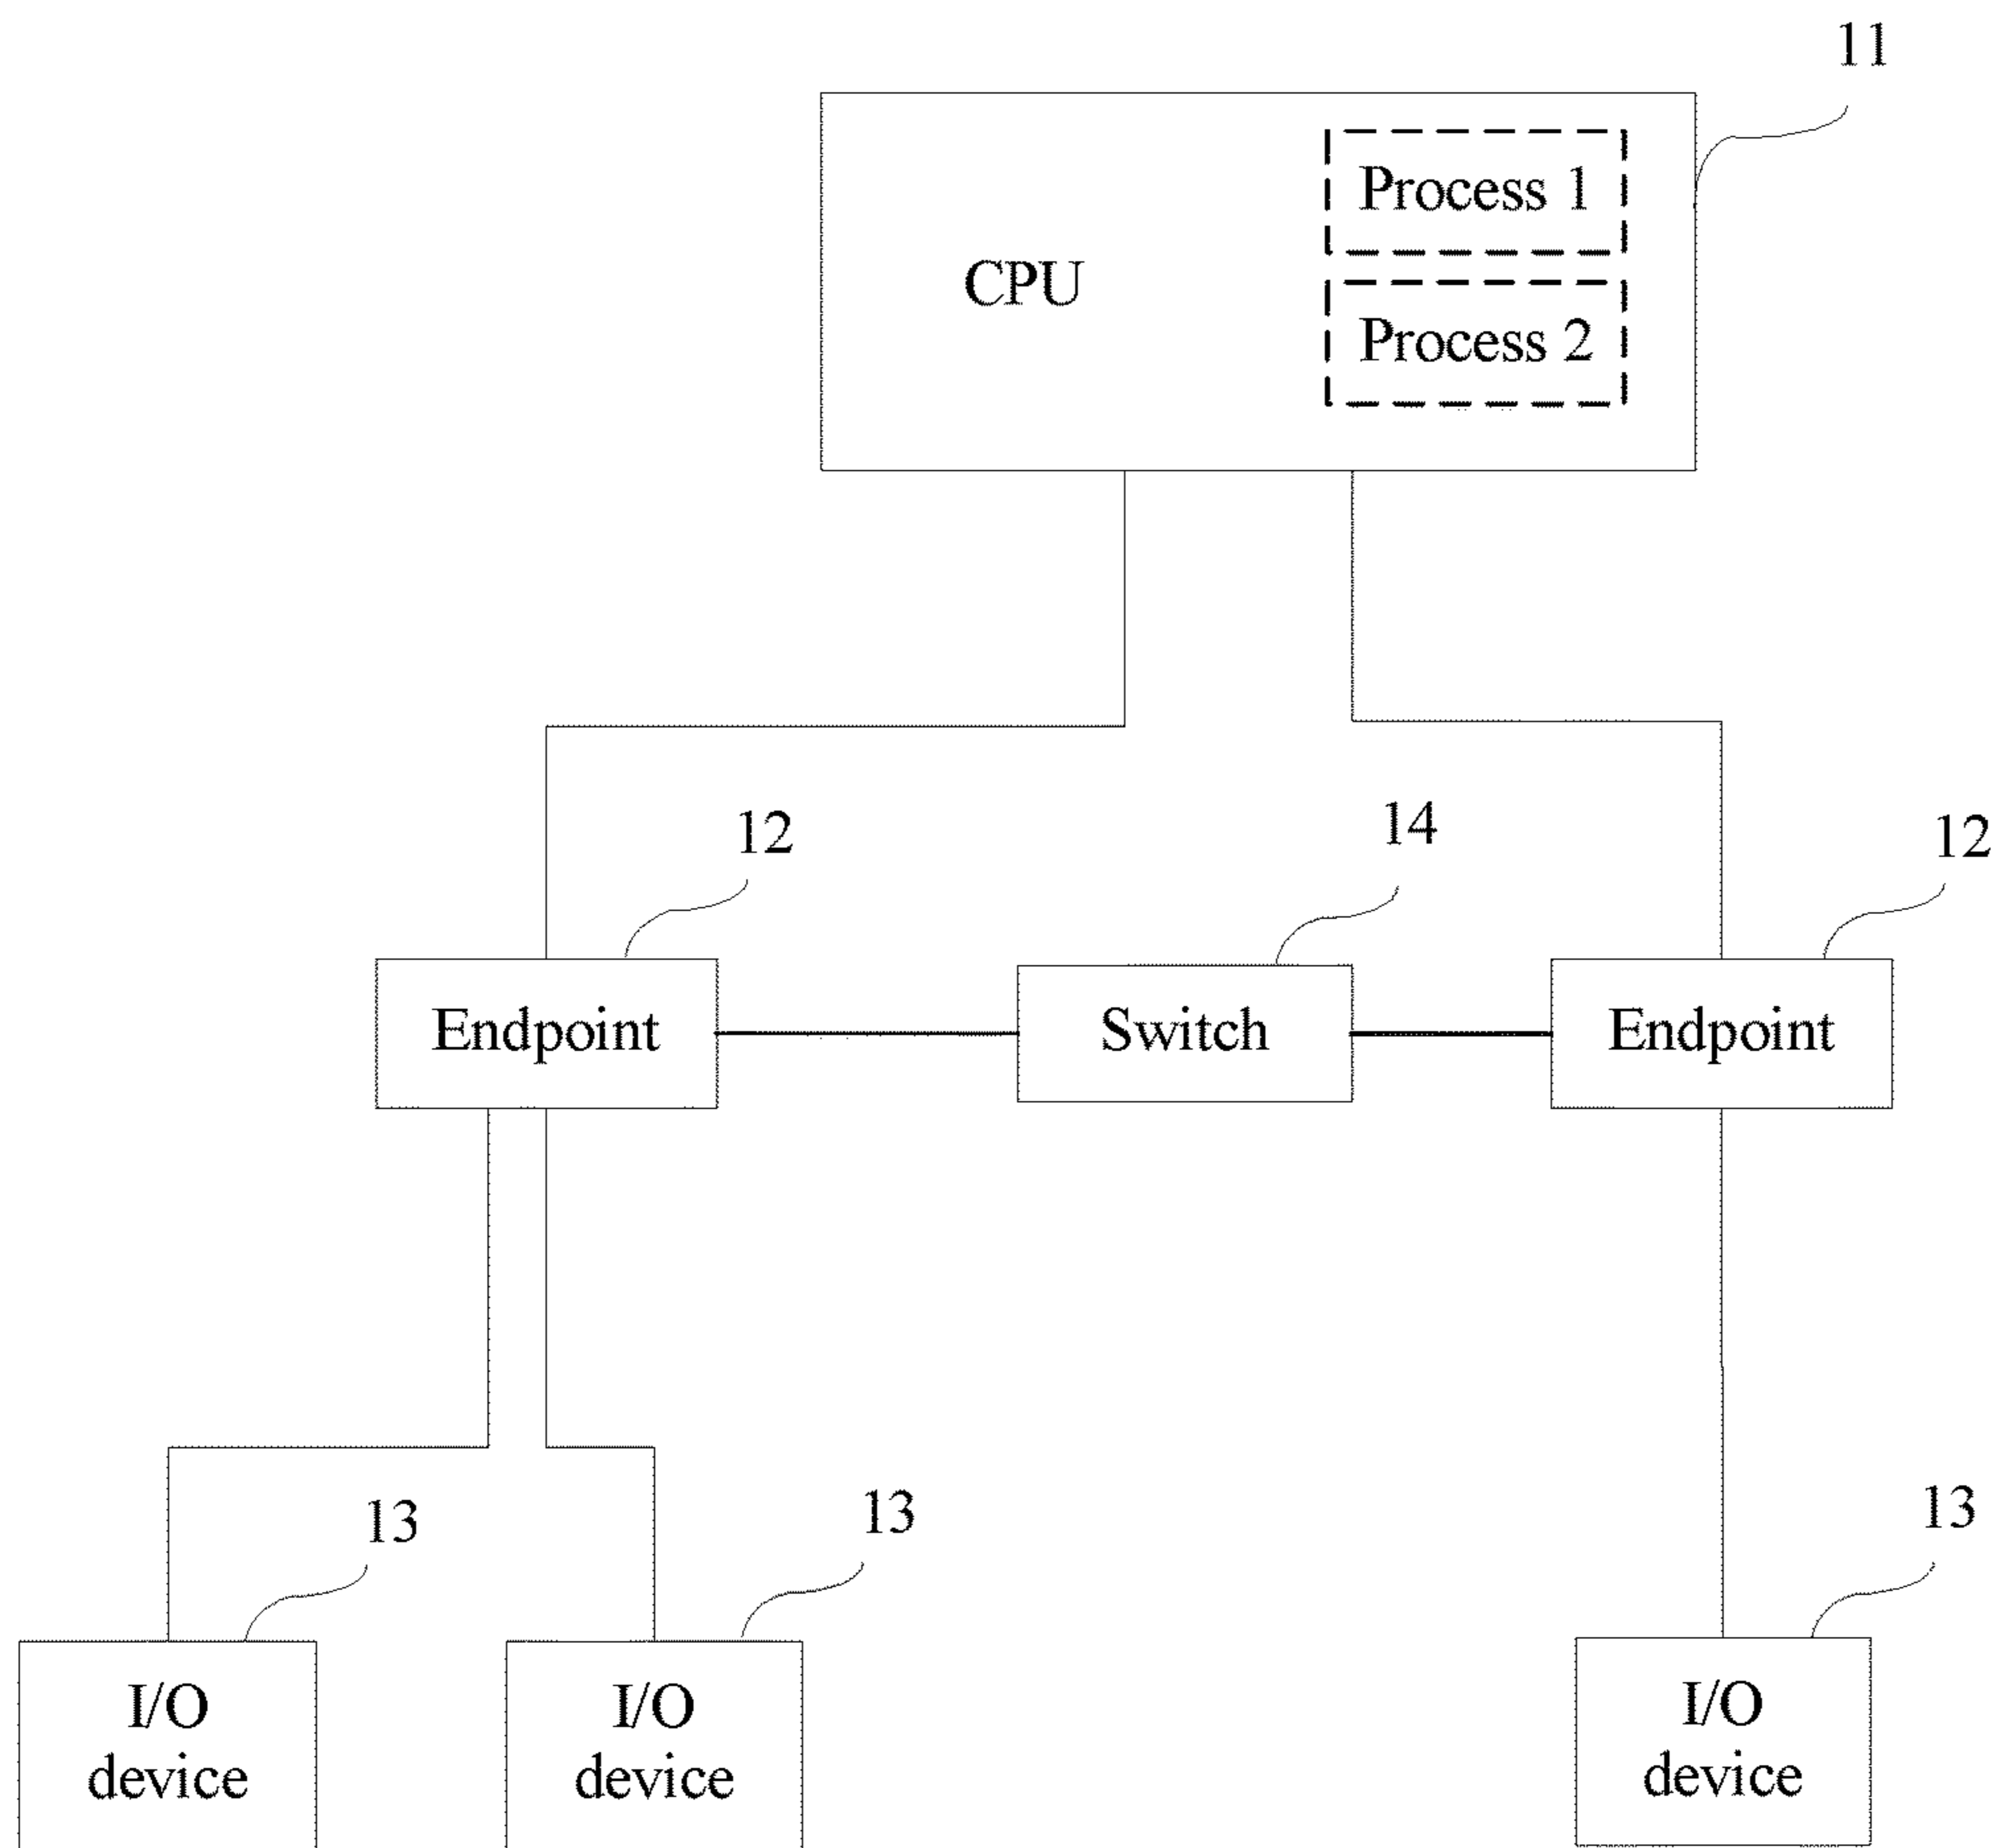 11
Process 1
CPU
Process 2
12
14
12
Endpoint
Switch
Endpoint
13
13
13
I/O
device
I/O
device
I/O
device